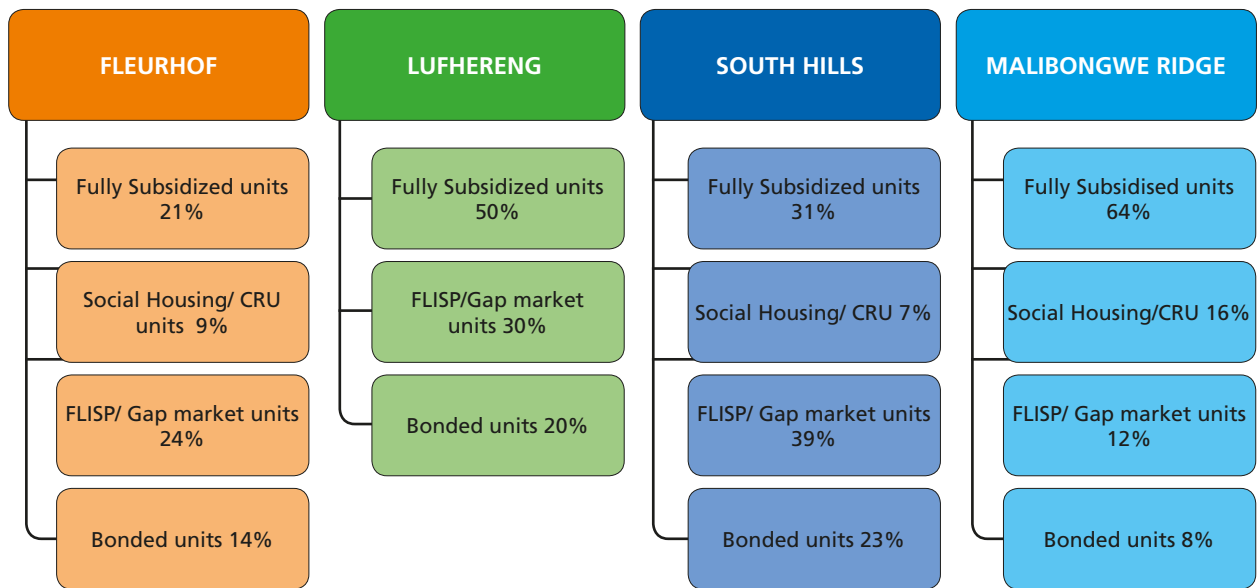 FLEURHOF
Fully Subsidized units
21%
Social Housing/ CRU
units 9%
FLISP/ Gap market units
24%
Bonded units 14%
LUFHERENG
Fully Subsidized units
50%
FLISP/Gap market
units 30%
Bonded units 20%
SOUTH HILLS
Fully Subsidized units
31%
Social Housing/ CRU 7%
FLISP/ Gap market units
39%
Bonded units 23%
MALIBONGWE RIDGE
Fully Subsidised units
64%
Social Housing/CRU 16%
FLISP/ Gap market units
12%
Bonded units 8%